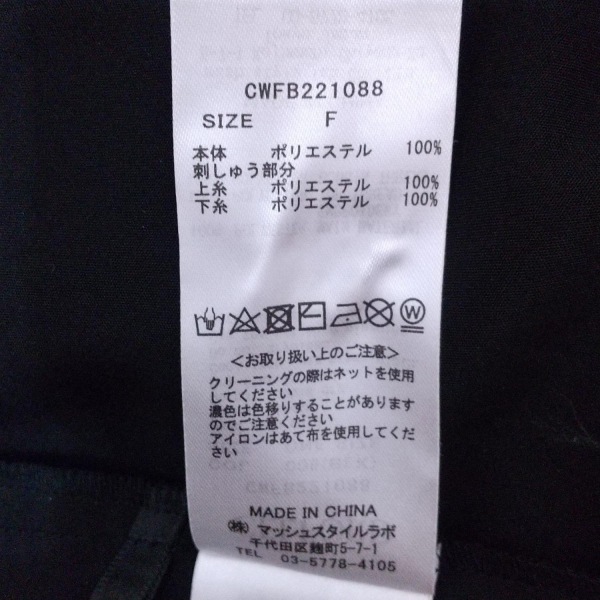 CWFB221088
SIZE F
本体 ポリエステル 100%
刺しゅう部分
上糸 ポリエステル 100%
下糸 ポリエステル 100%
W
<お取り扱い上のご注意>
クリーニングの際はネットを使用
してください
濃色は色移りすることがあります
のでご注意ください
アイロンはあて布を使用してくだ
さい
MADE IN CHINA
㈱ マッシュスタイルラボ
千代田区麹町5-7-1
TEL 03-5778-4105